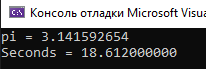 Консоль отладки Microsoft Visua
pi = 3.141592654
Seconds = 18.612000000